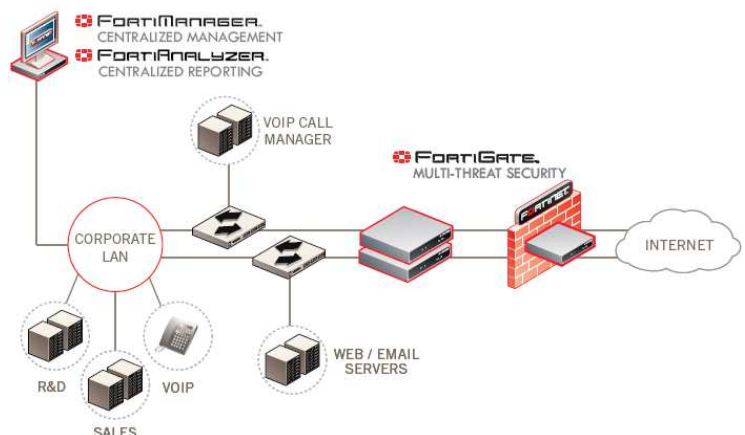 FORTIMANAGER.
CENTRALIZED MANAGEMENT
FORTIANALYZER.
CENTRALIZED REPORTING
VOIP CALL
MANAGER
FORTIGATE.
MULTI-THREAT SECURITY
FORTINET
CORPORATE
LAN
INTERNET
WEB / EMAIL
SERVERS
R&D
VOIP
SALES